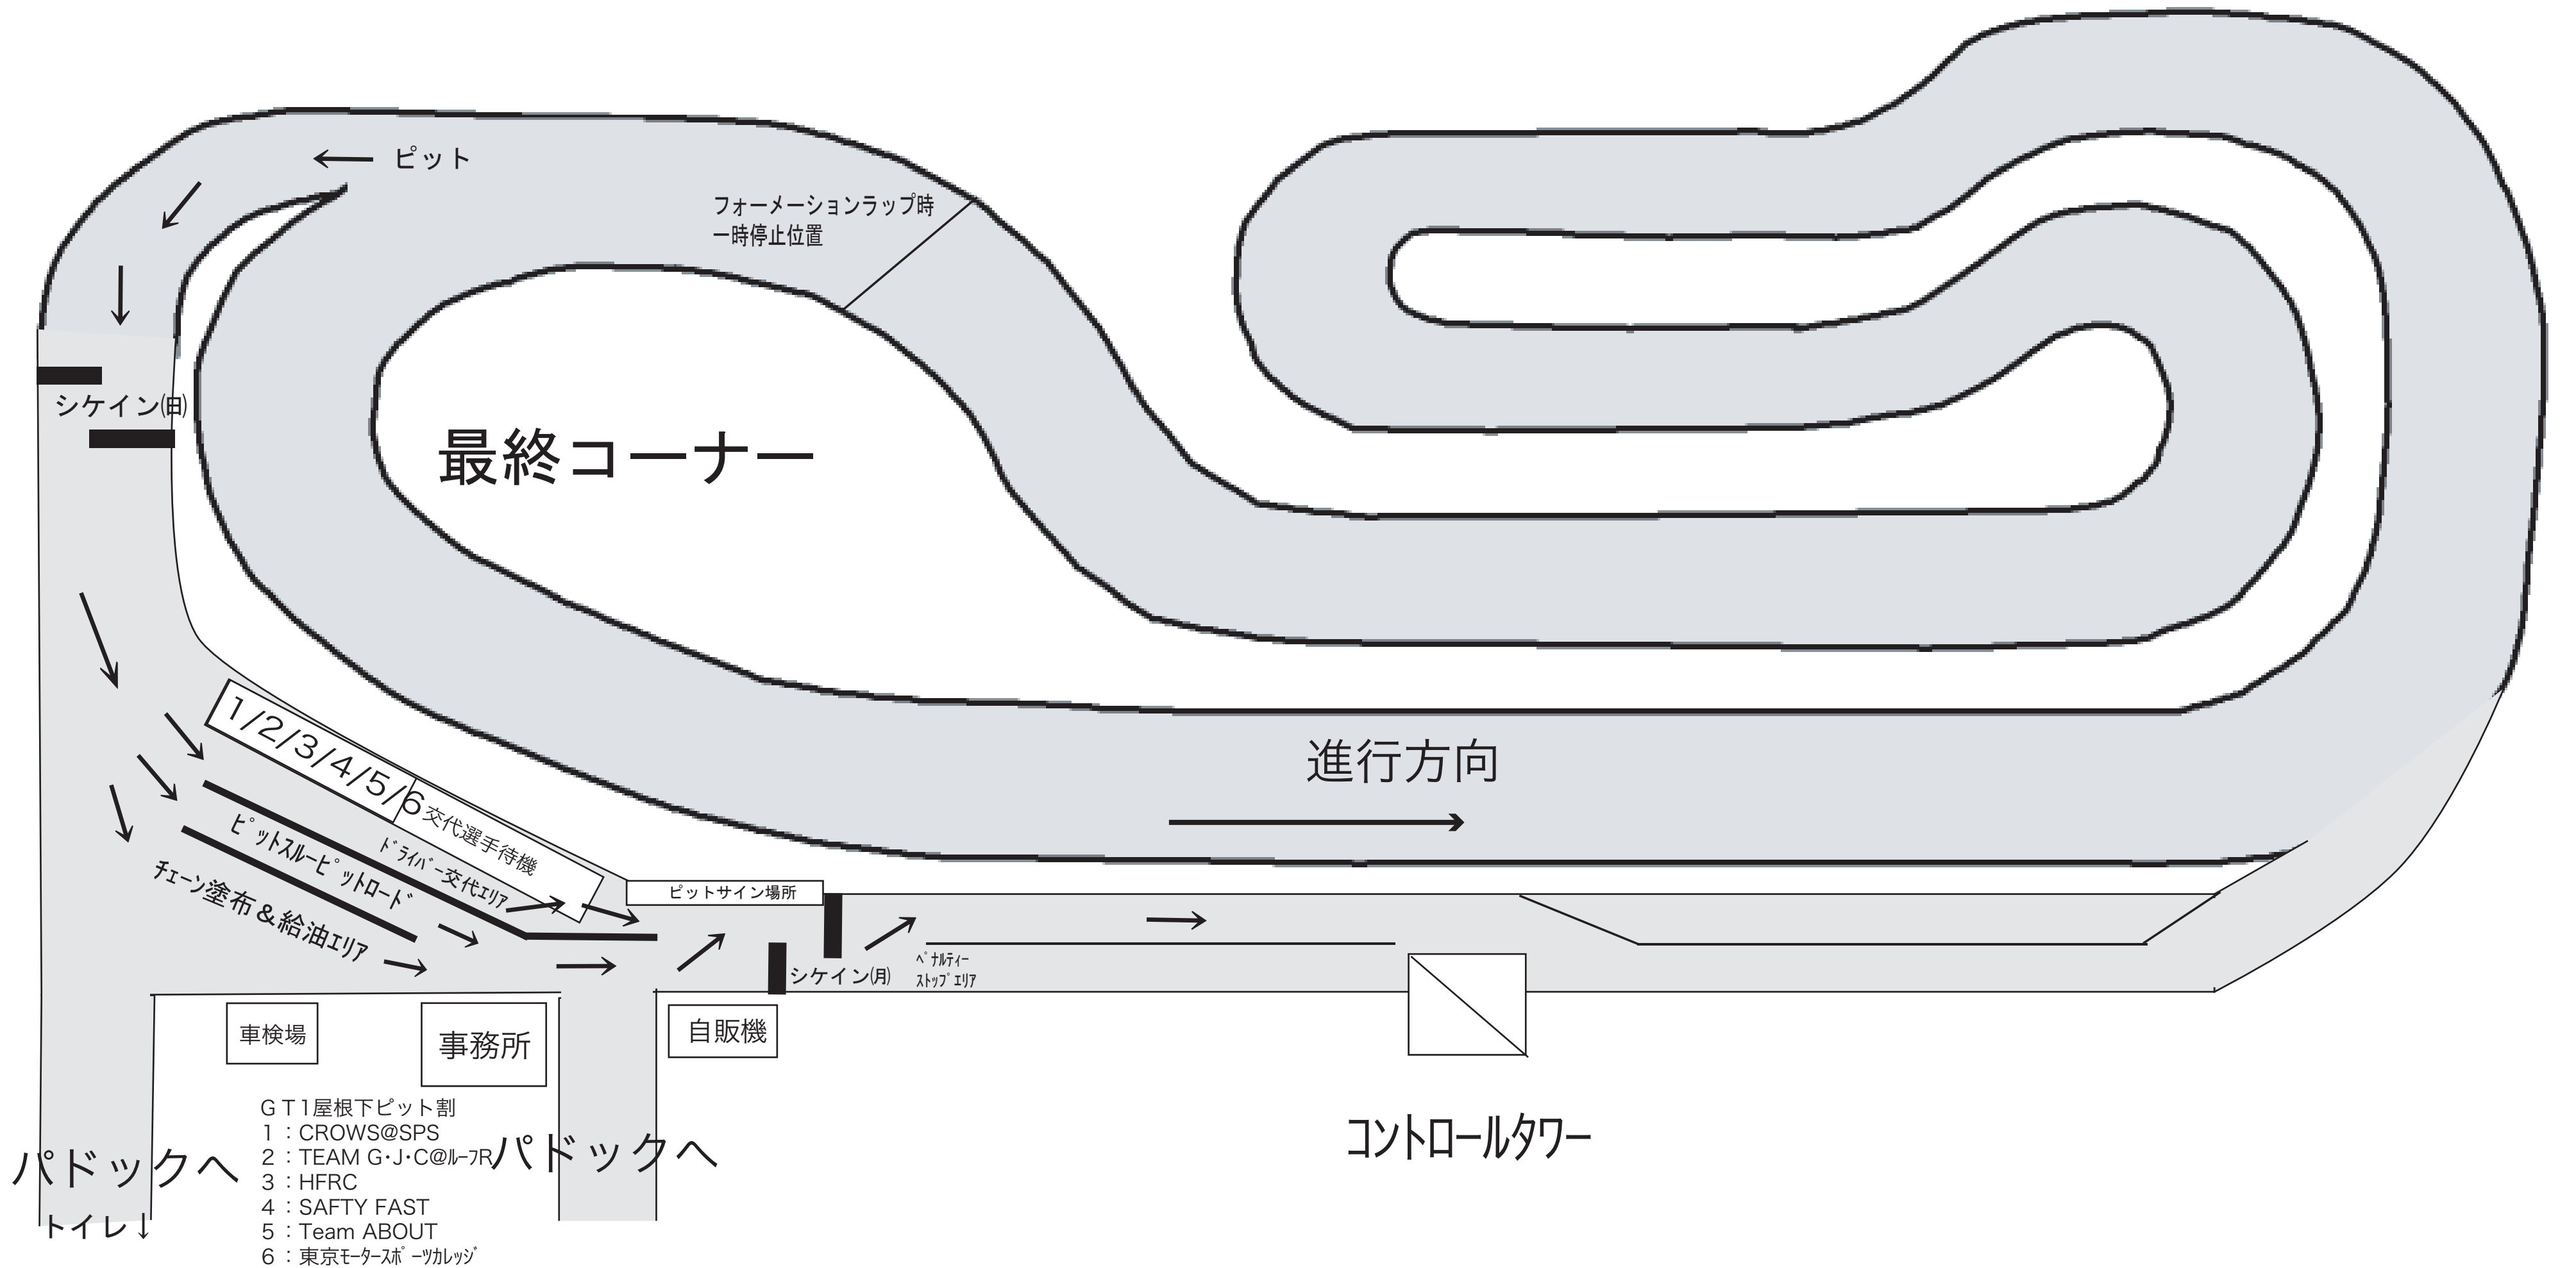 ピット
フォーメーションラップ時
一時停止位置
シケイン(日)
最終コーナー
進行方向
1/2/3/4/5/6
交代選手待機
ﾄﾞﾗｲﾊﾞｰ交代ｴﾘｱ
ﾋﾟｯﾄｽﾙｰﾋﾟｯﾄﾛｰﾄﾞ
ﾁｪｰﾝ塗布＆給油ｴﾘｱ
ピットサイン場所
シケイン(月)
ﾍﾟﾅﾙﾃｨｰ
ｽﾄｯﾌﾟｴﾘｱ
車検場
事務所
自販機
コントロールタワー
パドックへ
パドックへ
トイレ↓
ＧＴ1屋根下ピット割
1：CROWS@SPS
2：TEAM G･J･C@ﾙｰﾌR
3：HFRC
4：SAFTY FAST
5：Team ABOUT
6：東京ﾓｰﾀｰｽﾎﾟｰﾂｶﾚｯｼﾞ